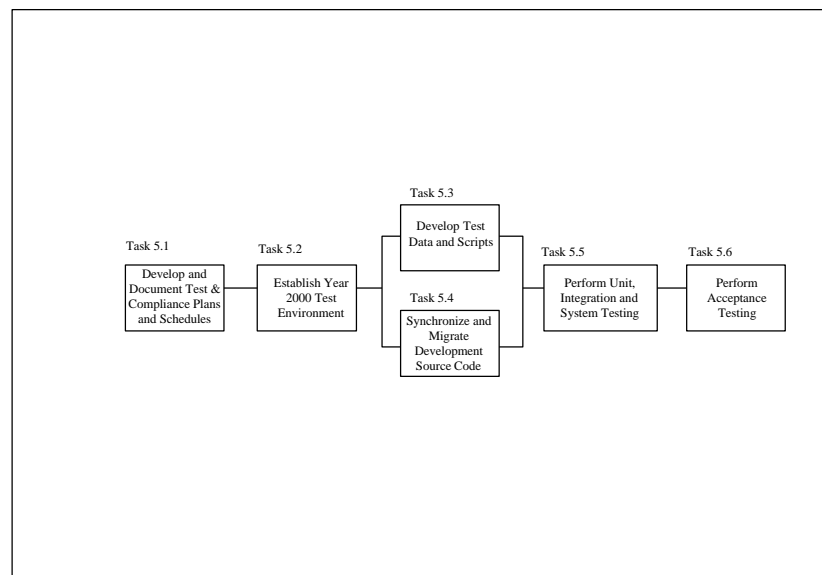 Task 5.1
Develop and
Document Test &
Compliance Plans
and Schedules
Task 5.2
Establish Year
2000 Test
Environment
Task 5.3
Develop Test
Data and Scripts
Task 5.4
Synchronize and
Migrate
Development
Source Code
Task 5.5
Perform Unit,
Integration and
System Testing
Task 5.6
Perform
Acceptance
Testing